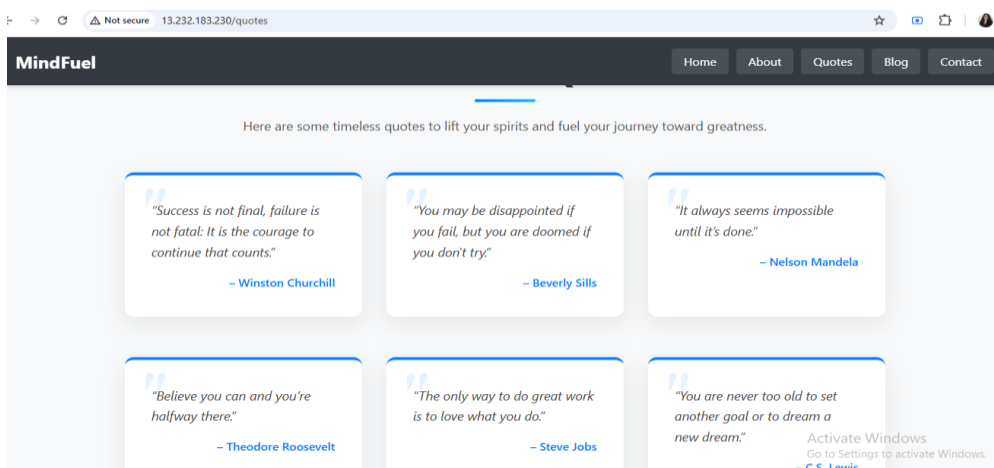 Not secure 13.232.183.230/quotes
MindFuel Home About Quotes Blog Contact
Here are some timeless quotes to lift your spirits and fuel your journey toward greatness.
“Success is not final, failure is
not fatal: It is the courage to
continue that counts.”
– Winston Churchill
“You may be disappointed if
you fail, but you are doomed if
you don't try.”
– Beverly Sills
“It always seems impossible
until it's done.”
– Nelson Mandela
“Believe you can and you're
halfway there.”
– Theodore Roosevelt
“The only way to do great work
is to love what you do.”
– Steve Jobs
“You are never too old to set
another goal or to dream a
new dream.”
– C.S. Lewis
Activate Windows
Go to Settings to activate Windows.